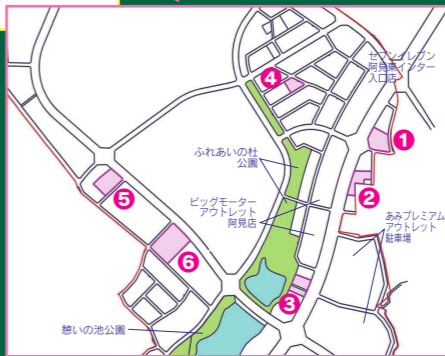 セブンイレブン
阿見東インター
入口店
④
①
ふれあいの杜
公園
②
⑤
ビッグモーター
アウトレット
阿見店
あみプレミアム
アウトレット
駐車場
⑥
③
憩いの池公園